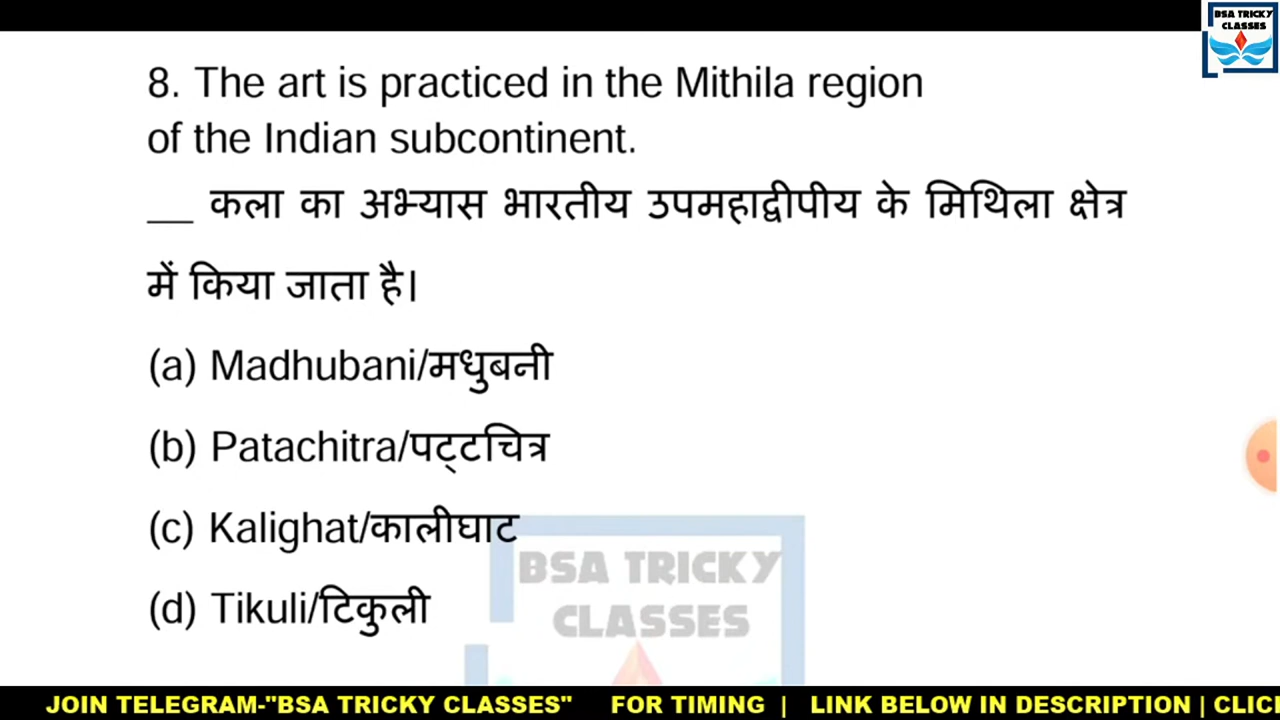 BSA TRICKY
CLASSES
8. The art is practiced in the Mithila region
of the Indian subcontinent.
__ कला का अभ्यास भारतीय उपमहाद्वीपीय के मिथिला क्षेत्र
में किया जाता है।
(a) Madhubani/मधुबनी
(b) Patachitra/पट्टचित्र
(c) Kalighat/कालीघाट
(d) Tikuli/टिकुली
BSA TRICKY
CLASSES
JOIN TELEGRAM-"BSA TRICKY CLASSES" FOR TIMING | LINK BELOW IN DESCRIPTION | CLIC